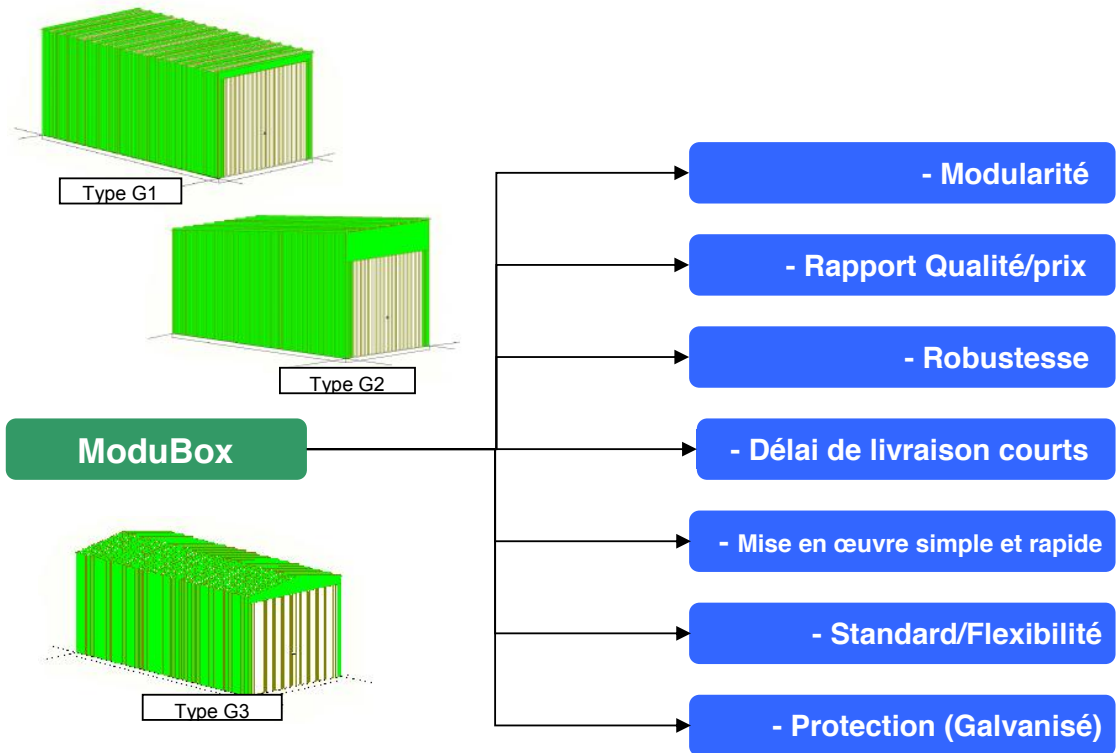 Type G1
Type G2
ModuBox
Type G3
- Modularité
- Rapport Qualité/prix
- Robustesse
- Délai de livraison courts
- Mise en œuvre simple et rapide
- Standard/Flexibilité
- Protection (Galvanisé)